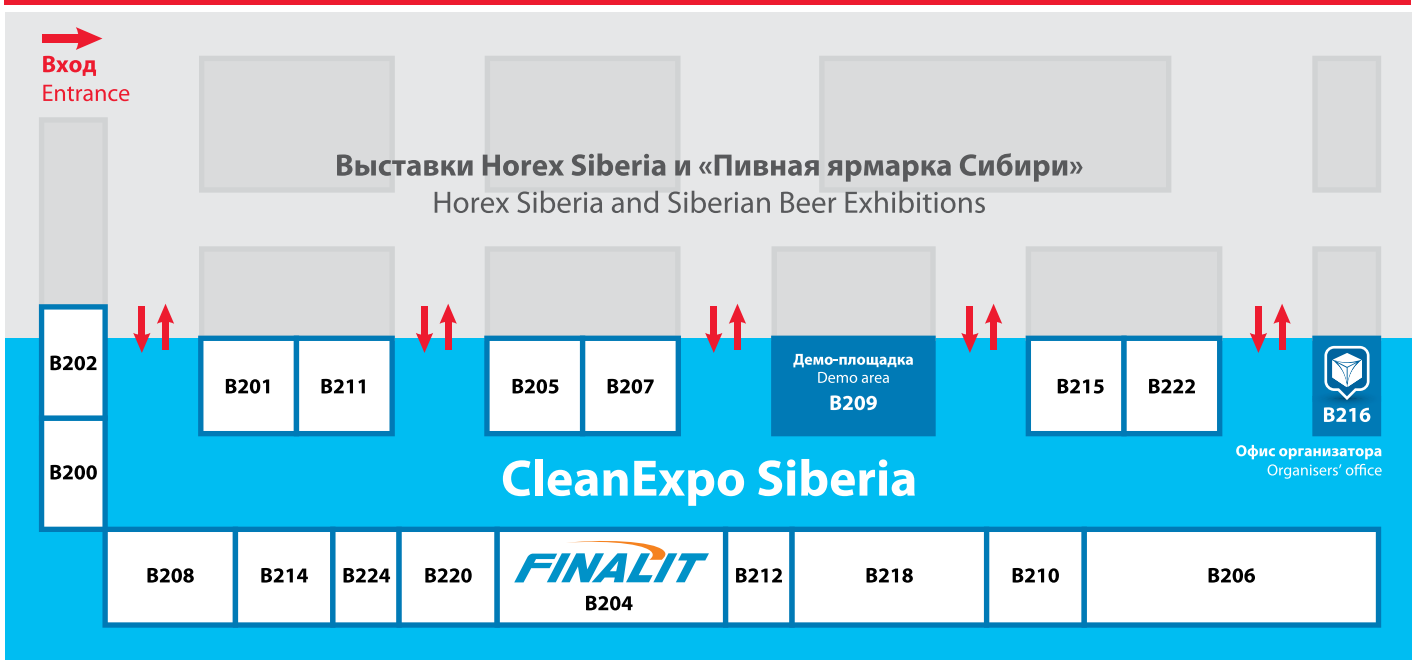 Вход
Entrance
Выставки Horex Siberia и «Пивная ярмарка Сибири»
Horex Siberia and Siberian Beer Exhibitions
B202
B201
B211
B205
B207
Демо-площадка
Demo area
B209
B215
B222
B216
Офис организатора
Organisers’ office
B200
CleanExpo Siberia
B208
B214
B224
B220
FINALIT
B204
B212
B218
B210
B206